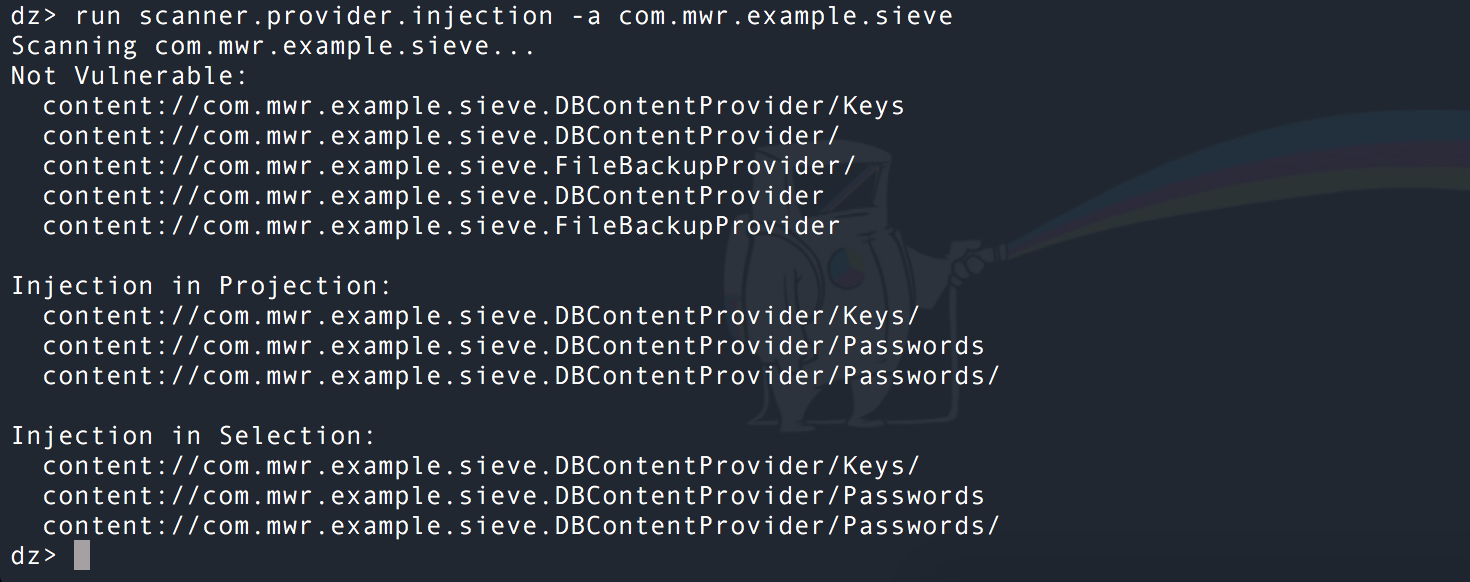 dz> run scanner.provider.injection -a com.mwr.example.sieve
Scanning com.mwr.example.sieve...
Not Vulnerable:
  content://com.mwr.example.sieve.DBContentProvider/Keys
  content://com.mwr.example.sieve.DBContentProvider/
  content://com.mwr.example.sieve.FileBackupProvider/
  content://com.mwr.example.sieve.DBContentProvider
  content://com.mwr.example.sieve.FileBackupProvider

Injection in Projection:
  content://com.mwr.example.sieve.DBContentProvider/Keys/
  content://com.mwr.example.sieve.DBContentProvider/Passwords
  content://com.mwr.example.sieve.DBContentProvider/Passwords/

Injection in Selection:
  content://com.mwr.example.sieve.DBContentProvider/Keys/
  content://com.mwr.example.sieve.DBContentProvider/Passwords
  content://com.mwr.example.sieve.DBContentProvider/Passwords/
dz>